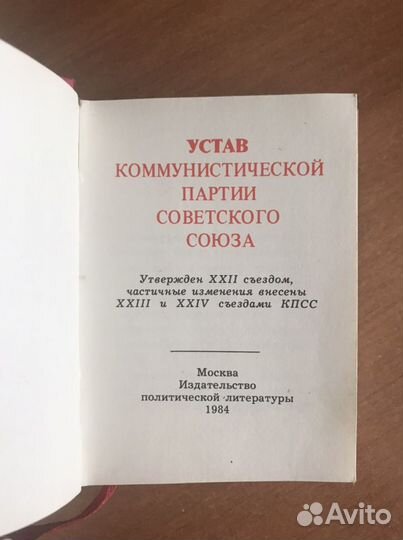 УСТАВ
КОММУНИСТИЧЕСКОЙ
ПАРТИИ
СОВЕТСКОГО
СОЮЗА
Утвержден XXII съездом,
частичные изменения внесены
XXIII и XXIV съездами КПСС
Москва
Издательство
политической литературы
1984
Avito